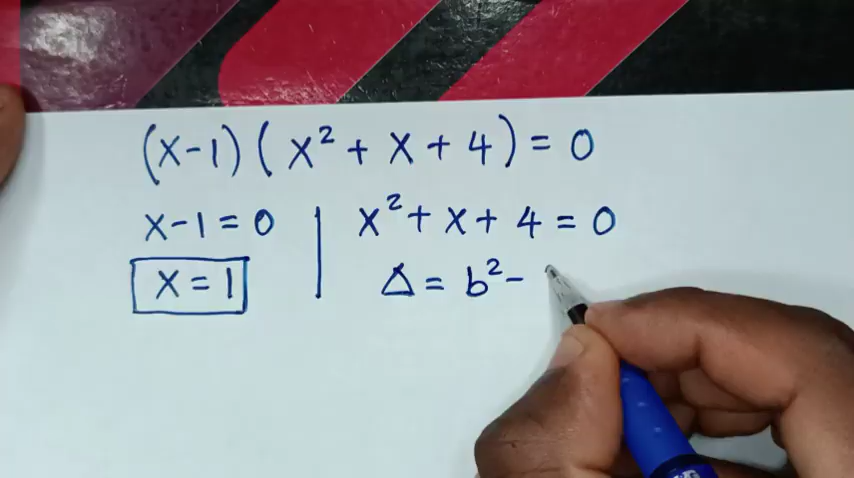 (x-1)(x²+x+4)=0
x-1=0 | x²+x+4=0
x=1 | Δ=b²-